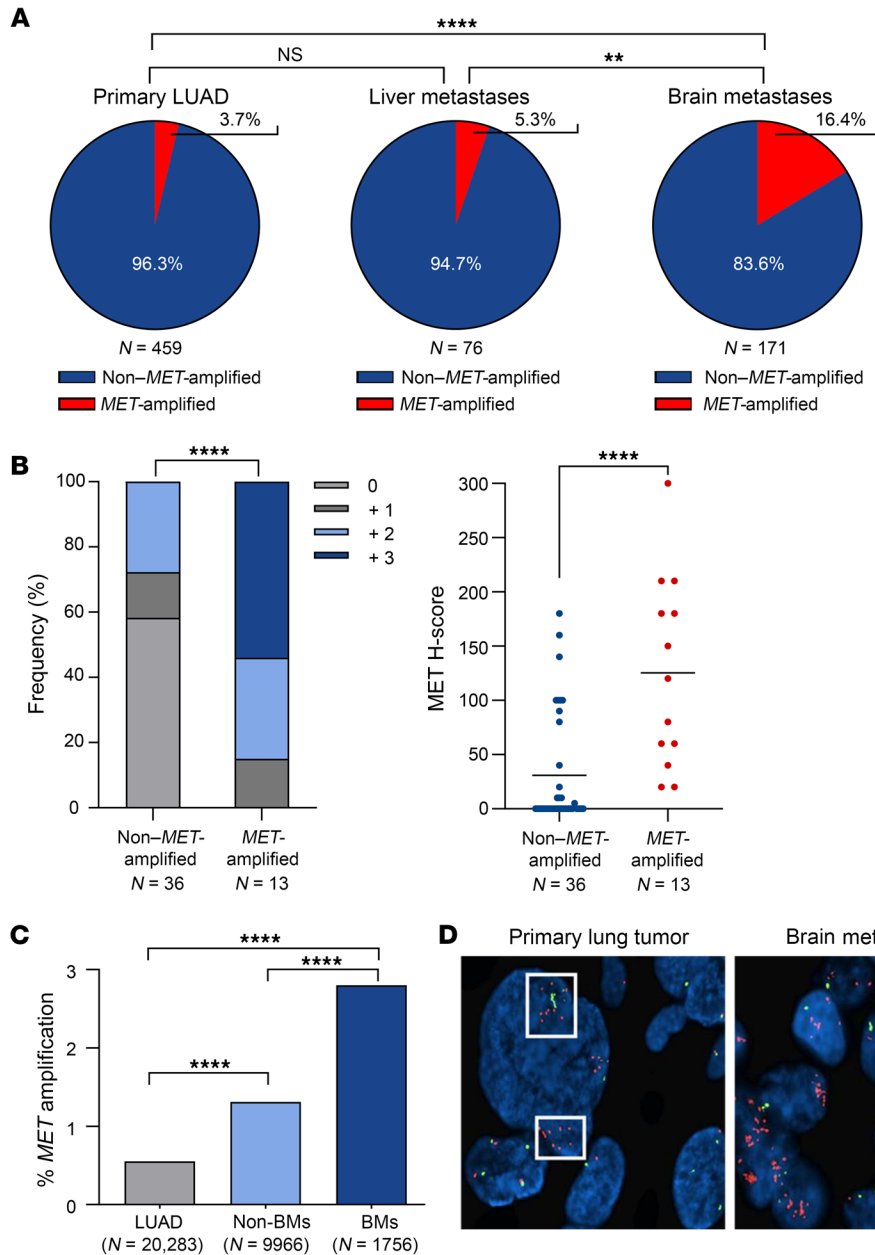 A
****
NS
**
Primary LUAD
Liver metastases
Brain metastases
3.7%
5.3%
16.4%
96.3%
94.7%
83.6%
N = 459
N = 76
N = 171
Non–MET-amplified
MET-amplified
Non–MET-amplified
MET-amplified
Non–MET-amplified
MET-amplified
B
****
Frequency (%)
100
80
60
40
20
0
0
+ 1
+ 2
+ 3
Non–MET-
amplified
N = 36
MET-
amplified
N = 13
****
MET H-score
300
250
200
150
100
50
0
Non–MET-
amplified
N = 36
MET-
amplified
N = 13
C
****
****
****
% MET amplification
3
2
1
0
LUAD
(N = 20,283)
Non-BMs
(N = 9966)
BMs
(N = 1756)
D
Primary lung tumor
Brain met